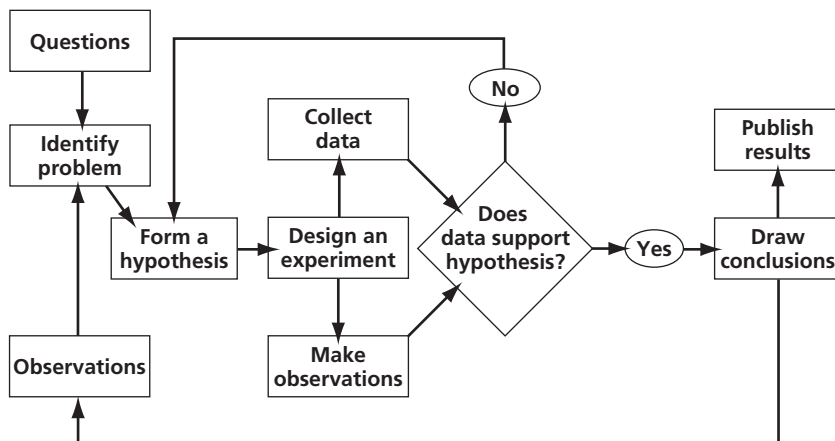 Questions
Identify
problem
Form a
hypothesis
Observations
Collect
data
Design an
experiment
Make
observations
Does
data support
hypothesis?
No
Yes
Publish
results
Draw
conclusions